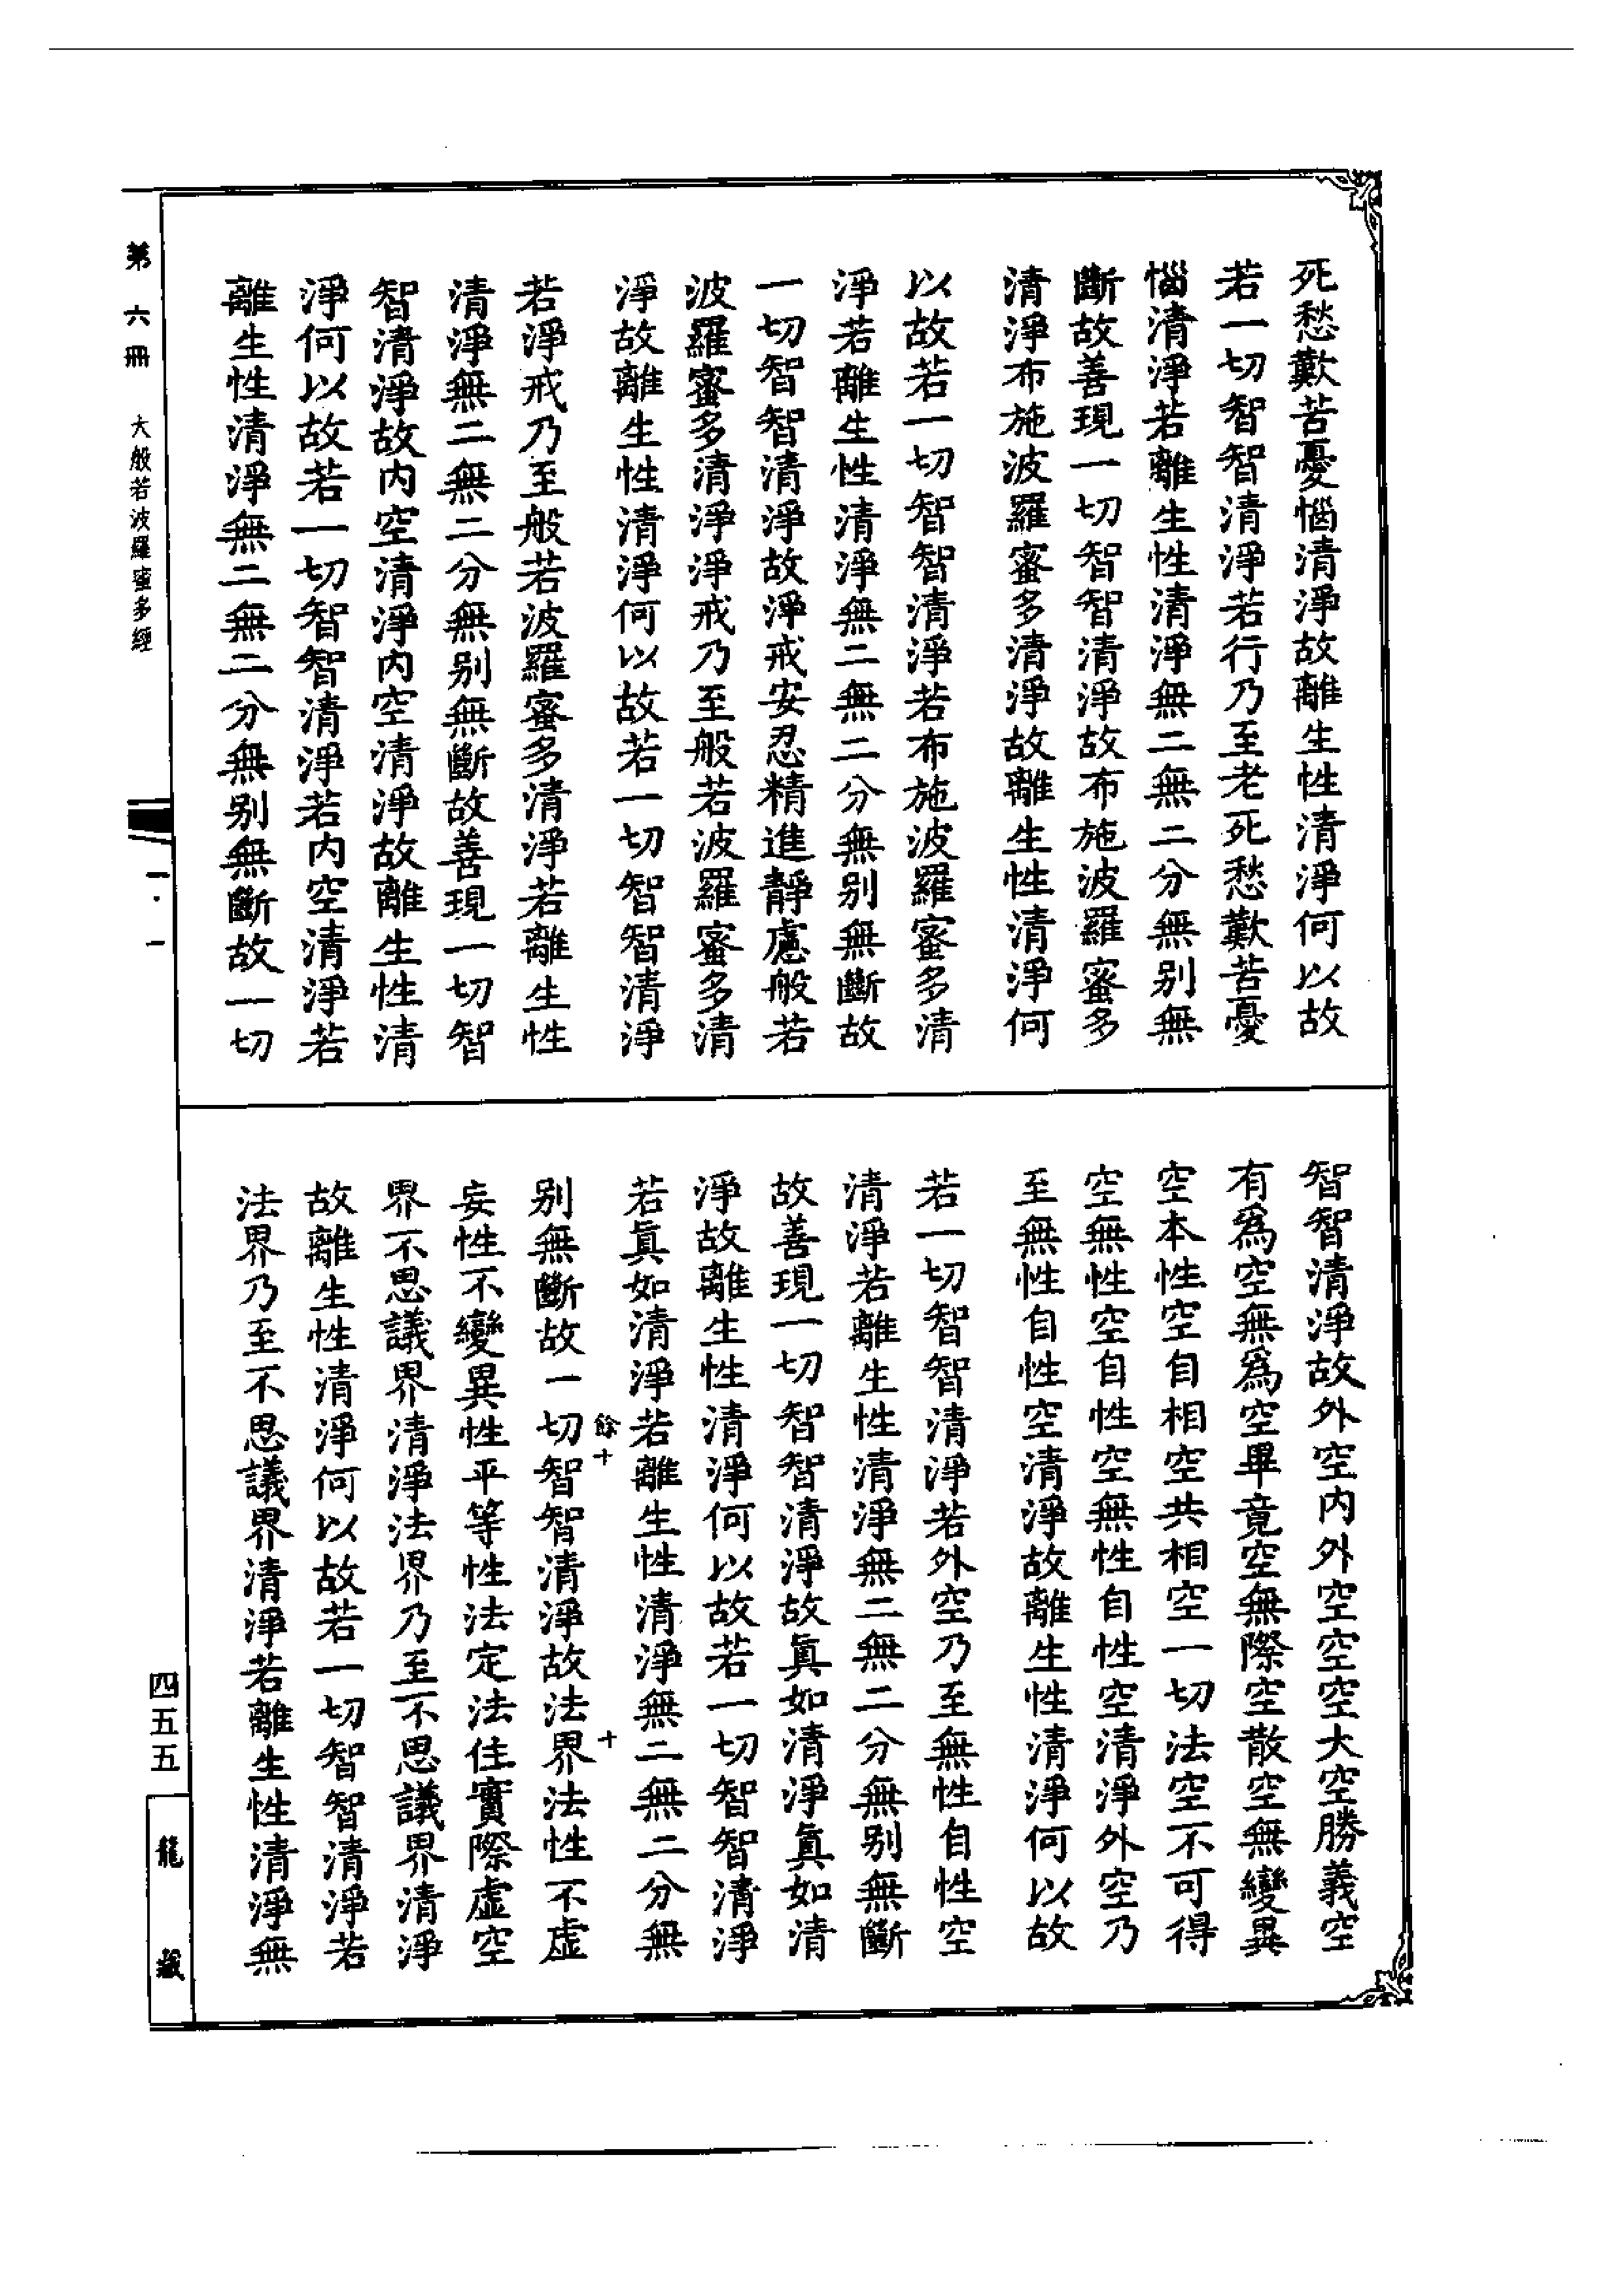 死愁歎苦憂惱清淨故離生性清淨何以故
若一切智智清淨若行乃至老死愁歎苦憂
惱清淨若離生性清淨無二無二分無別無
斷故善現一切智智清淨故布施波羅蜜多
清淨布施波羅蜜多清淨故離生性清淨何
以故若一切智智清淨若布施波羅蜜多清
淨若離生性清淨無二無二分無別無斷故
一切智智清淨故淨戒安忍精進靜慮般若
波羅蜜多清淨淨戒乃至般若波羅蜜多清
淨故離生性清淨何以故若一切智智清淨
若淨戒乃至般若波羅蜜多清淨若離生性
清淨無二無二分無別無斷故善現一切智
智清淨故內空清淨內空清淨故離生性清
淨何以故若一切智智清淨若內空清淨若
離生性清淨無二無二分無別無斷故一切
智智清淨故外空內外空空空大空勝義空
有爲空無爲空畢竟空無際空散空無變異
空本性空自相空共相空一切法空不可得
空無性空自性空無性自性空清淨外空乃
至無性自性空清淨故離生性清淨何以故
若一切智智清淨若外空乃至無性自性空
清淨若離生性清淨無二無二分無別無斷
故善現一切智智清淨故眞如清淨眞如清
淨故離生性清淨何以故若一切智智清淨
若眞如清淨若離生性清淨無二無二分無
餘十 十
別無斷故一切智智清淨故法界法性不虛
妄性不變異性平等性法定法住實際虛空
界不思議界清淨法界乃至不思議界清淨
故離生性清淨何以故若一切智智清淨若
法界乃至不思議界清淨若離生性清淨無
第六冊 大般若波羅蜜多經
一·一
四五五
龍藏